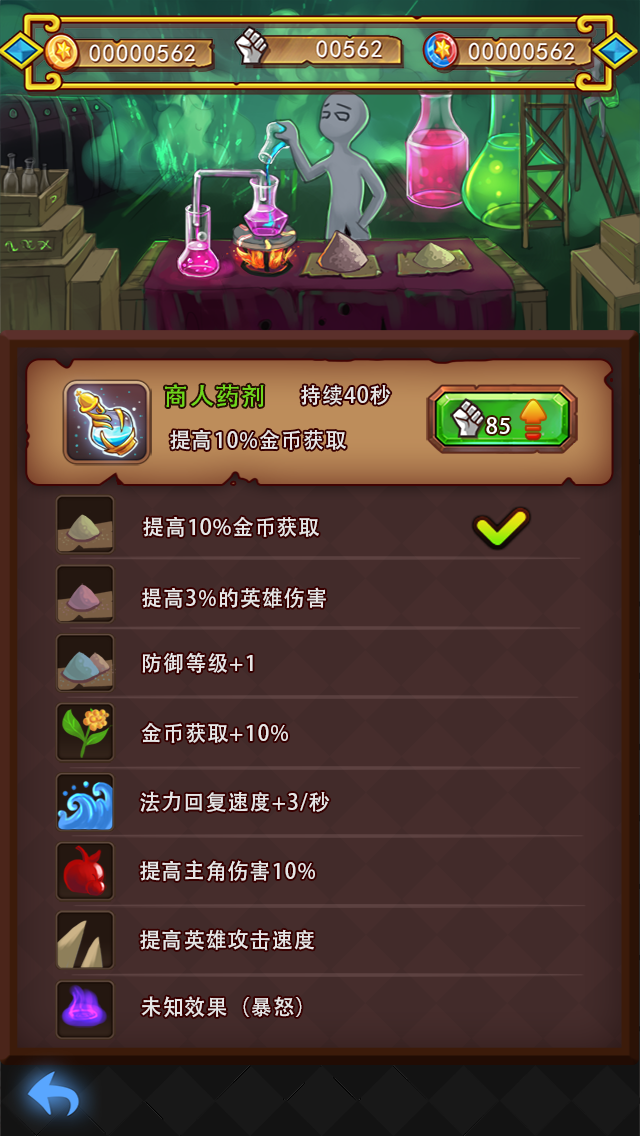 00000562
00562
00000562
商人药剂 持续40秒
提高10%金币获取
85
提高10%金币获取
提高3%的英雄伤害
防御等级+1
金币获取+10%
法力回复速度+3/秒
提高主角伤害10%
提高英雄攻击速度
未知效果（暴怒）